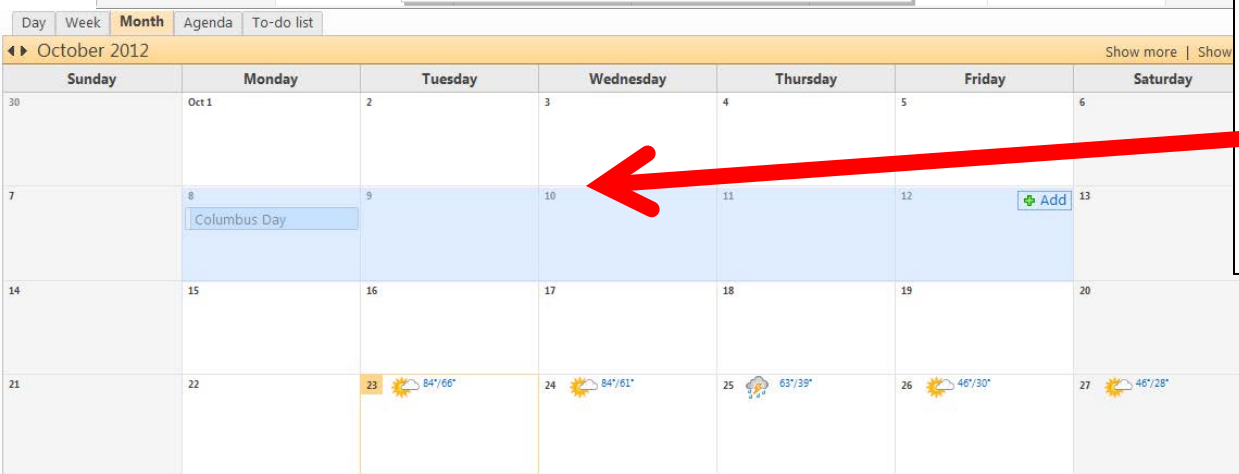 Day Week Month Agenda To-do list
October 2012 Show more | Show
Sunday Monday Tuesday Wednesday Thursday Friday Saturday
30 Oct 1 2 3 4 5 6
7 8 9 10 11 12 Add 13
Columbus Day
14 15 16 17 18 19 20
21 22 23 84°/66° 24 84°/61° 25 63°/39° 26 46°/30° 27 46°/28°